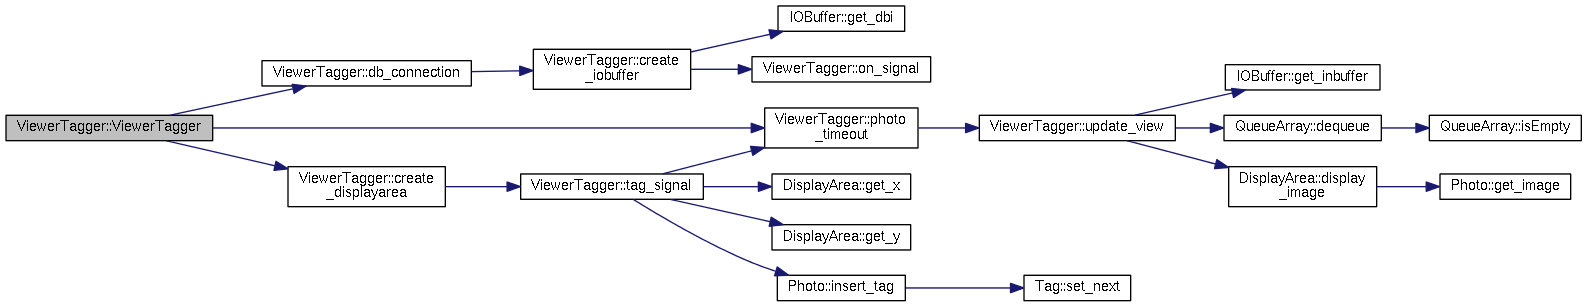 ViewerTagger::ViewerTagger
ViewerTagger::db_connection
ViewerTagger::create
_displayarea
ViewerTagger::create
_iobuffer
ViewerTagger::tag_signal
IOBuffer::get_dbi
ViewerTagger::on_signal
ViewerTagger::photo
_timeout
DisplayArea::get_x
DisplayArea::get_y
Photo::insert_tag
ViewerTagger::update_view
Tag::set_next
IOBuffer::get_inbuffer
QueueArray::dequeue
DisplayArea::display
_image
QueueArray::isEmpty
Photo::get_image